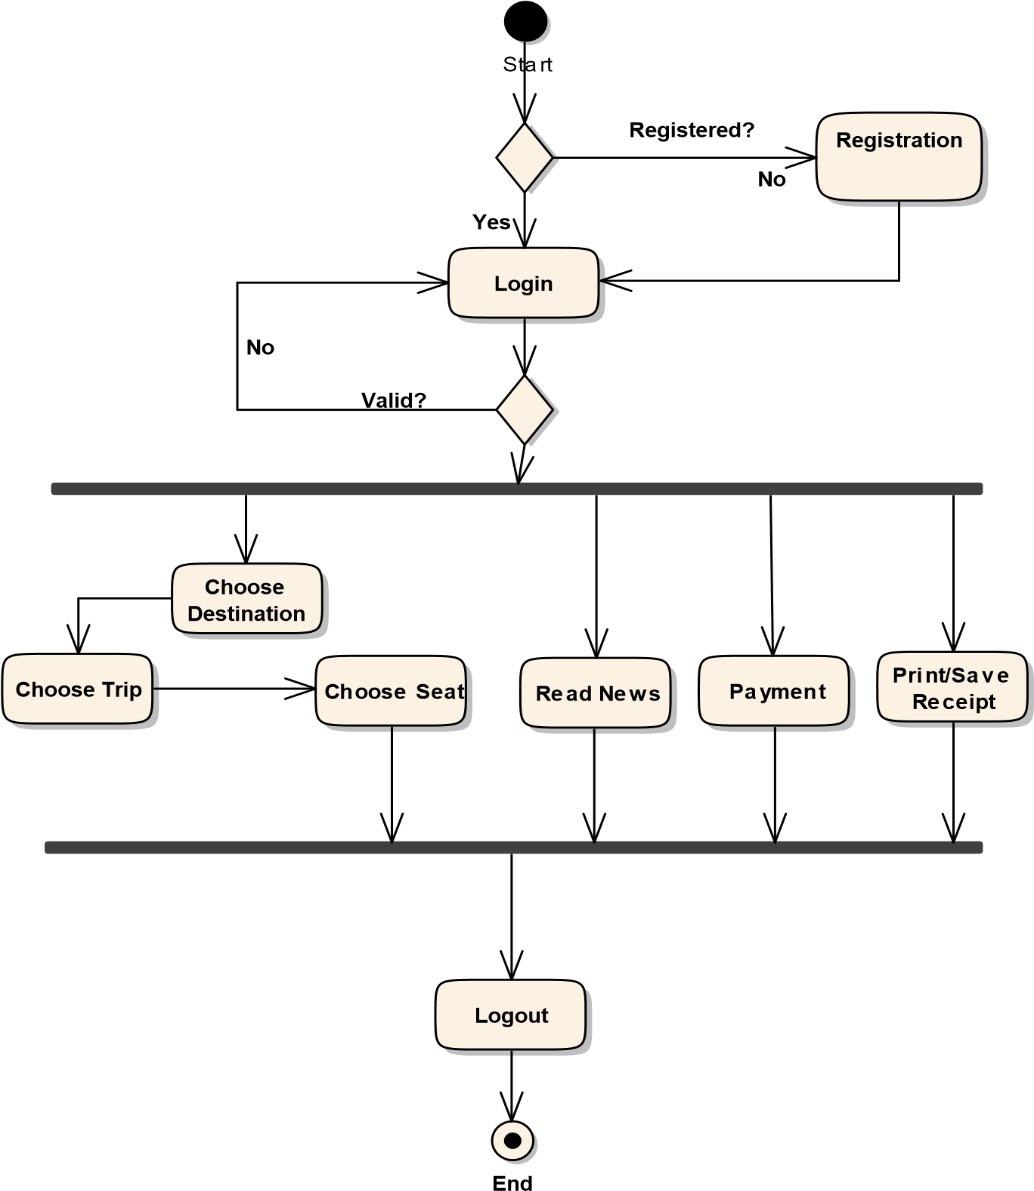 Start
Registered?
Registration
No
Yes
Login
No
Valid?
Choose
Destination
Choose Trip
Choose Seat
Read News
Payment
Print/Save
Receipt
Logout
End